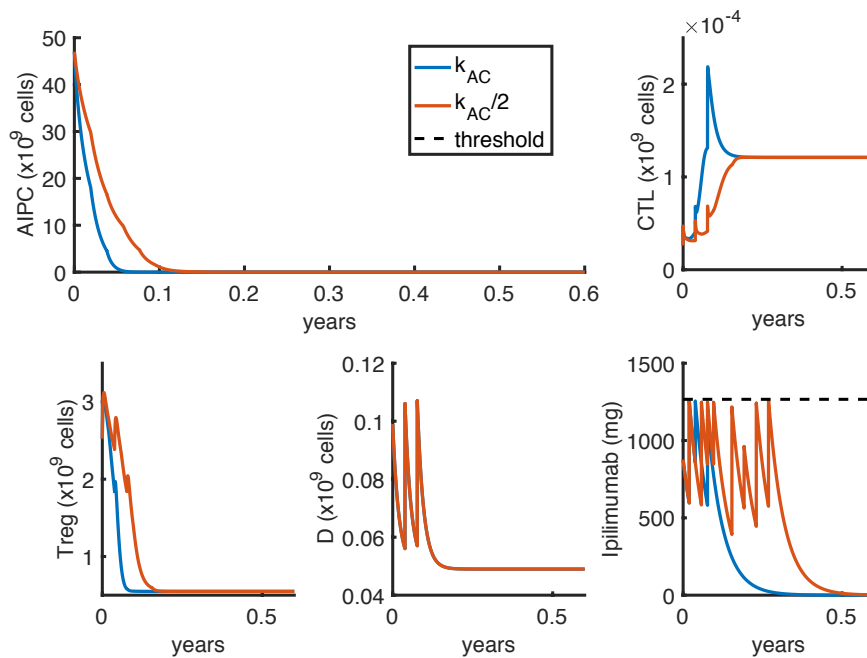 AIPC (x10^9 cells)
50
40
30
20
10
0
0 0.1 0.2 0.3 0.4 0.5 0.6
years
k_AC
k_AC/2
threshold
×10^-4
CTL (x10^9 cells)
2
1
0
0 0.5
years
Treg (x10^9 cells)
3
2
1
0 0.5
years
D (x10^9 cells)
0.12
0.1
0.08
0.06
0.04
0 0.5
years
Ipilimumab (mg)
1500
1000
500
0
0 0.5
years